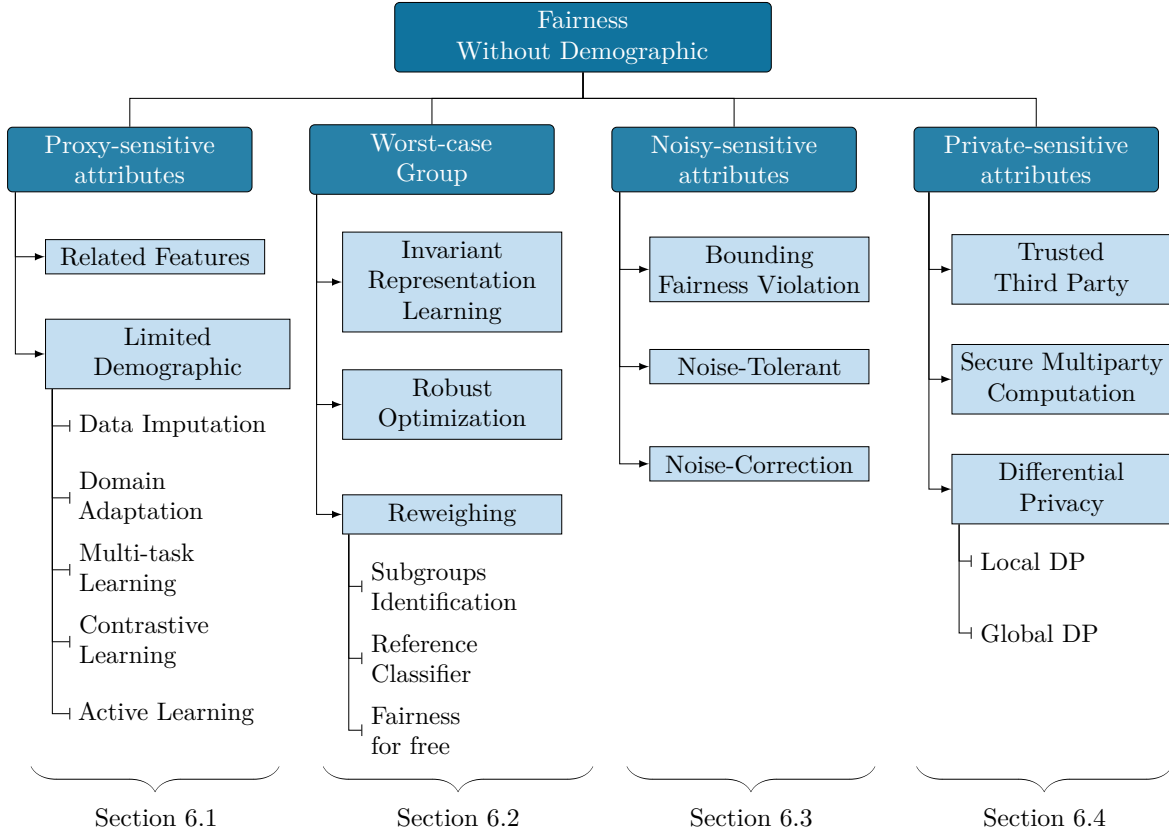 Fairness
Without Demographic
Proxy-sensitive
attributes
Related Features
Limited
Demographic
Data Imputation
Domain
Adaptation
Multi-task
Learning
Contrastive
Learning
Active Learning
Section 6.1
Worst-case
Group
Invariant
Representation
Learning
Robust
Optimization
Reweighing
Subgroups
Identification
Reference
Classifier
Fairness
for free
Section 6.2
Noisy-sensitive
attributes
Bounding
Fairness Violation
Noise-Tolerant
Noise-Correction
Section 6.3
Private-sensitive
attributes
Trusted
Third Party
Secure Multiparty
Computation
Differential
Privacy
Local DP
Global DP
Section 6.4